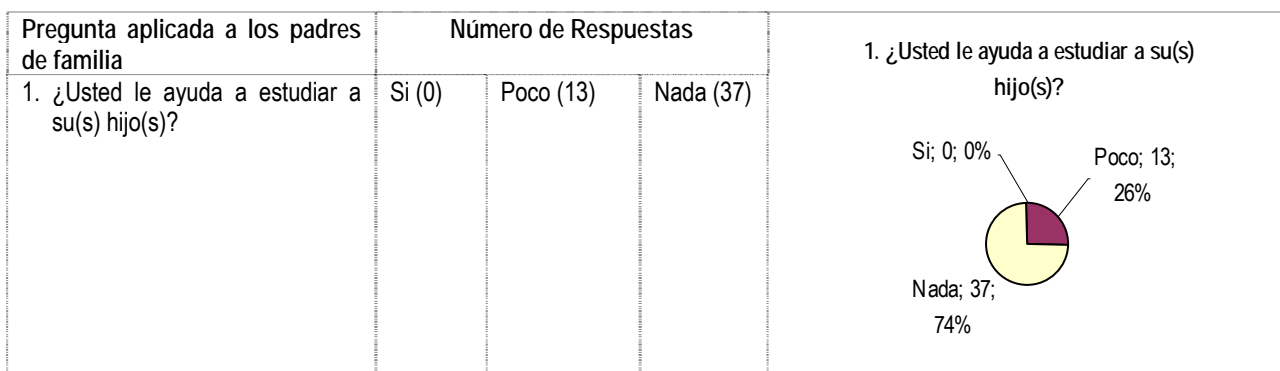 Pregunta aplicada a los padres
de familia
Número de Respuestas
1. ¿Usted le ayuda a estudiar a
su(s) hijo(s)?
Si (0)
Poco (13)
Nada (37)
1. ¿Usted le ayuda a estudiar a su(s)
hijo(s)?
Si; 0; 0%
Poco; 13;
26%
Nada; 37;
74%